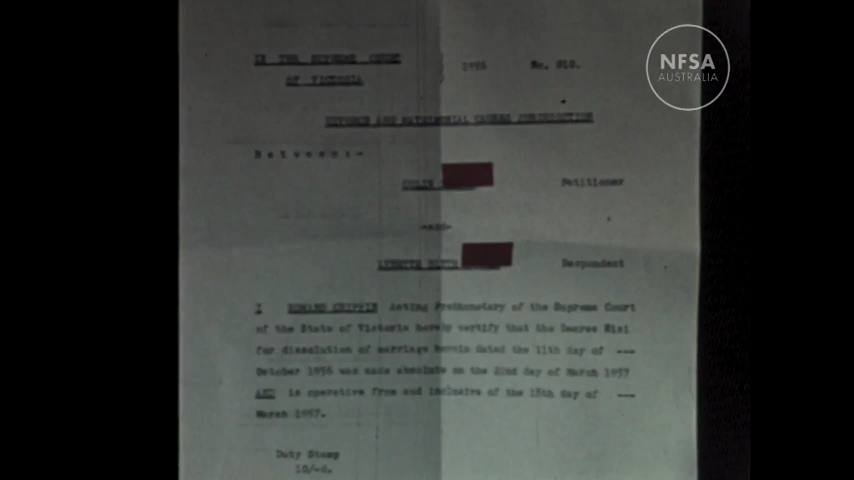 NFSA
AUSTRALIA
IN THE SUPREME COURT
OF VICTORIA
1956 No. 810.
DIVORCE AND MATRIMONIAL CAUSES JURISDICTION
Between:-
Petitioner
-and-
Respondent
I EDWARD acting Prothonotary of the Supreme Court
of the State of Victoria hereby certify that the Decree Nisi
for dissolution of marriage herein dated the 11th day of ---
October 1956 was made absolute on the 22nd day of March 1957
AND is operative from and inclusive of the 18th day of ---
March 1957.
Duty Stamp
10/-d.